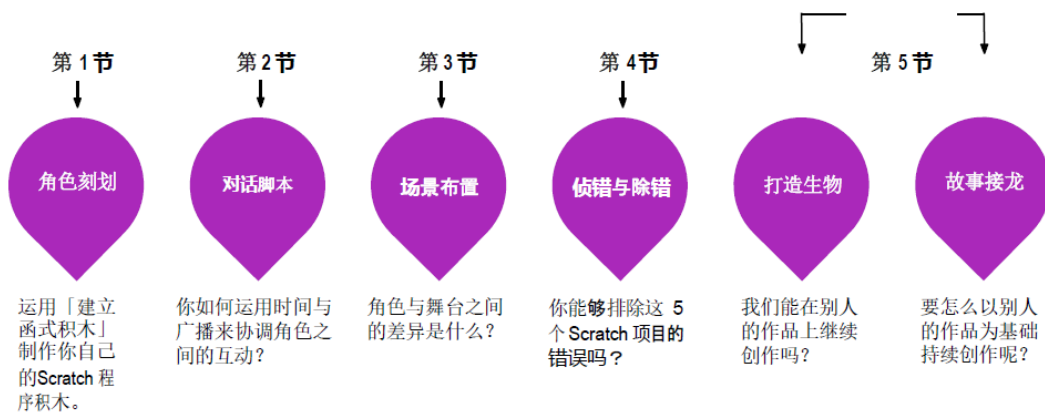 第 1 节
第 2 节
第 3 节
第 4 节
第 5 节
角色刻划
对话脚本
场景布置
侦错与除错
打造生物
故事接龙
运用「建立
函式积木」
制作你自己
的Scratch 程
序积木。
你如何运用时间与
广播来协调角色之
间的互动？
角色与舞台之间
的差异是什么？
你能够排除这 5
个 Scratch 项目的
错误吗？
我们能在别人
的作品上继续
创作吗？
要怎么以别人
的作品为基础
持续创作呢？